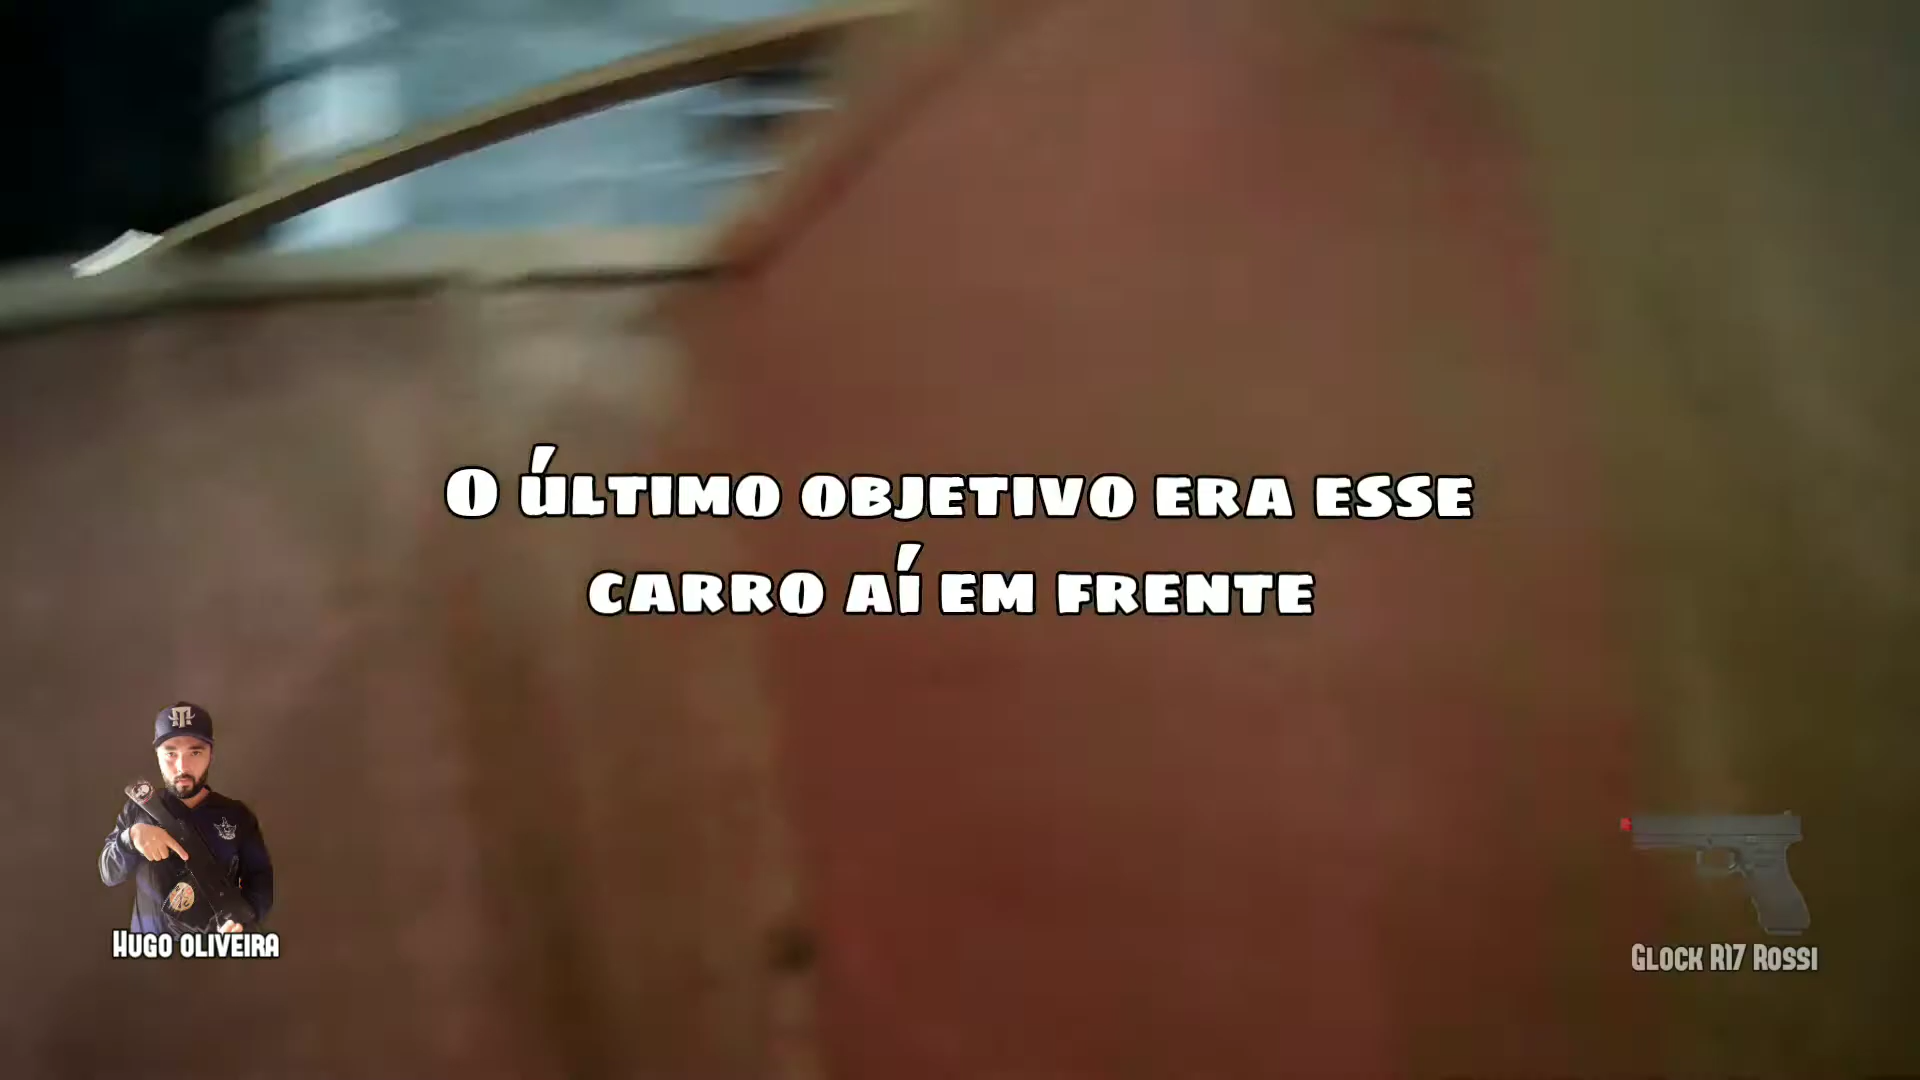 O último objetivo era esse
carro aí em frente
Hugo Oliveira
Glock R17 Rossi